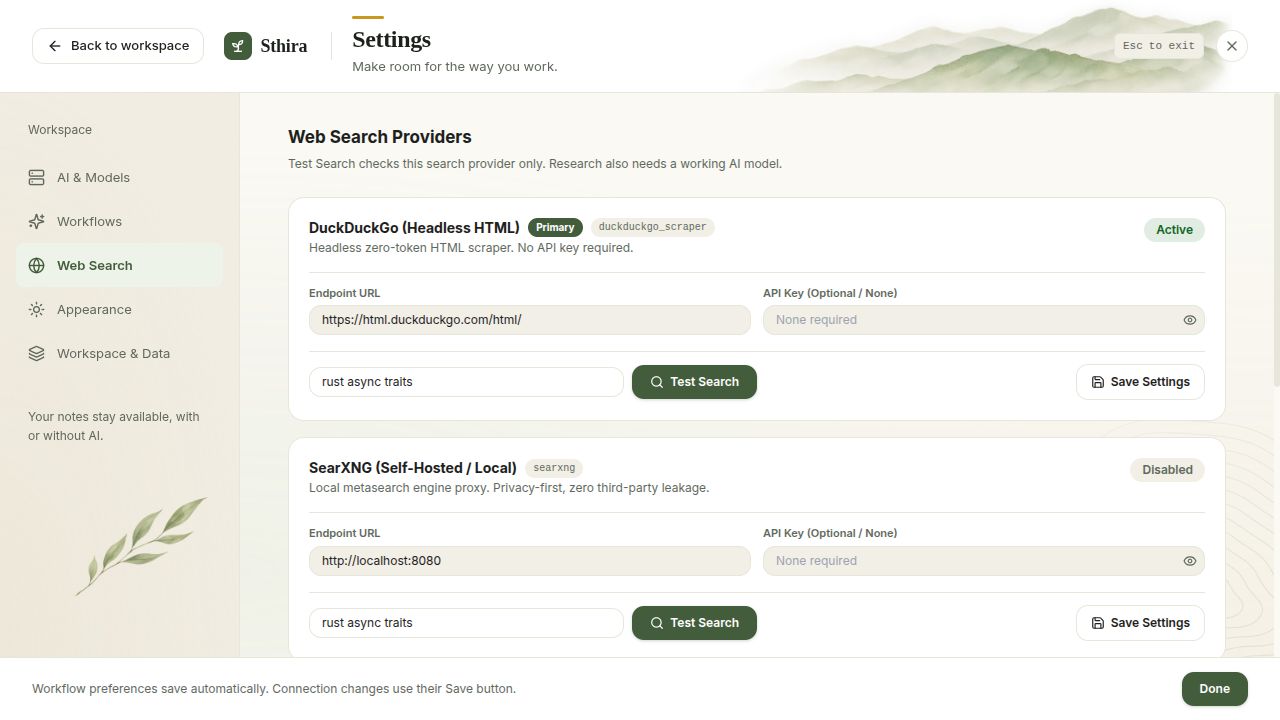 Back to workspace
Sthira
Settings
Make room for the way you work.
Esc to exit
Workspace
AI & Models
Workflows
Web Search
Appearance
Workspace & Data
Your notes stay available, with
or without AI.
Web Search Providers
Test Search checks this search provider only. Research also needs a working AI model.
DuckDuckGo (Headless HTML) Primary duckduckgo_scraper
Active
Headless zero-token HTML scraper. No API key required.
Endpoint URL
API Key (Optional / None)
https://html.duckduckgo.com/html/
None required
rust async traits
Test Search
Save Settings
SearXNG (Self-Hosted / Local) searxng
Disabled
Local metasearch engine proxy. Privacy-first, zero third-party leakage.
Endpoint URL
API Key (Optional / None)
http://localhost:8080
None required
rust async traits
Test Search
Save Settings
Workflow preferences save automatically. Connection changes use their Save button.
Done